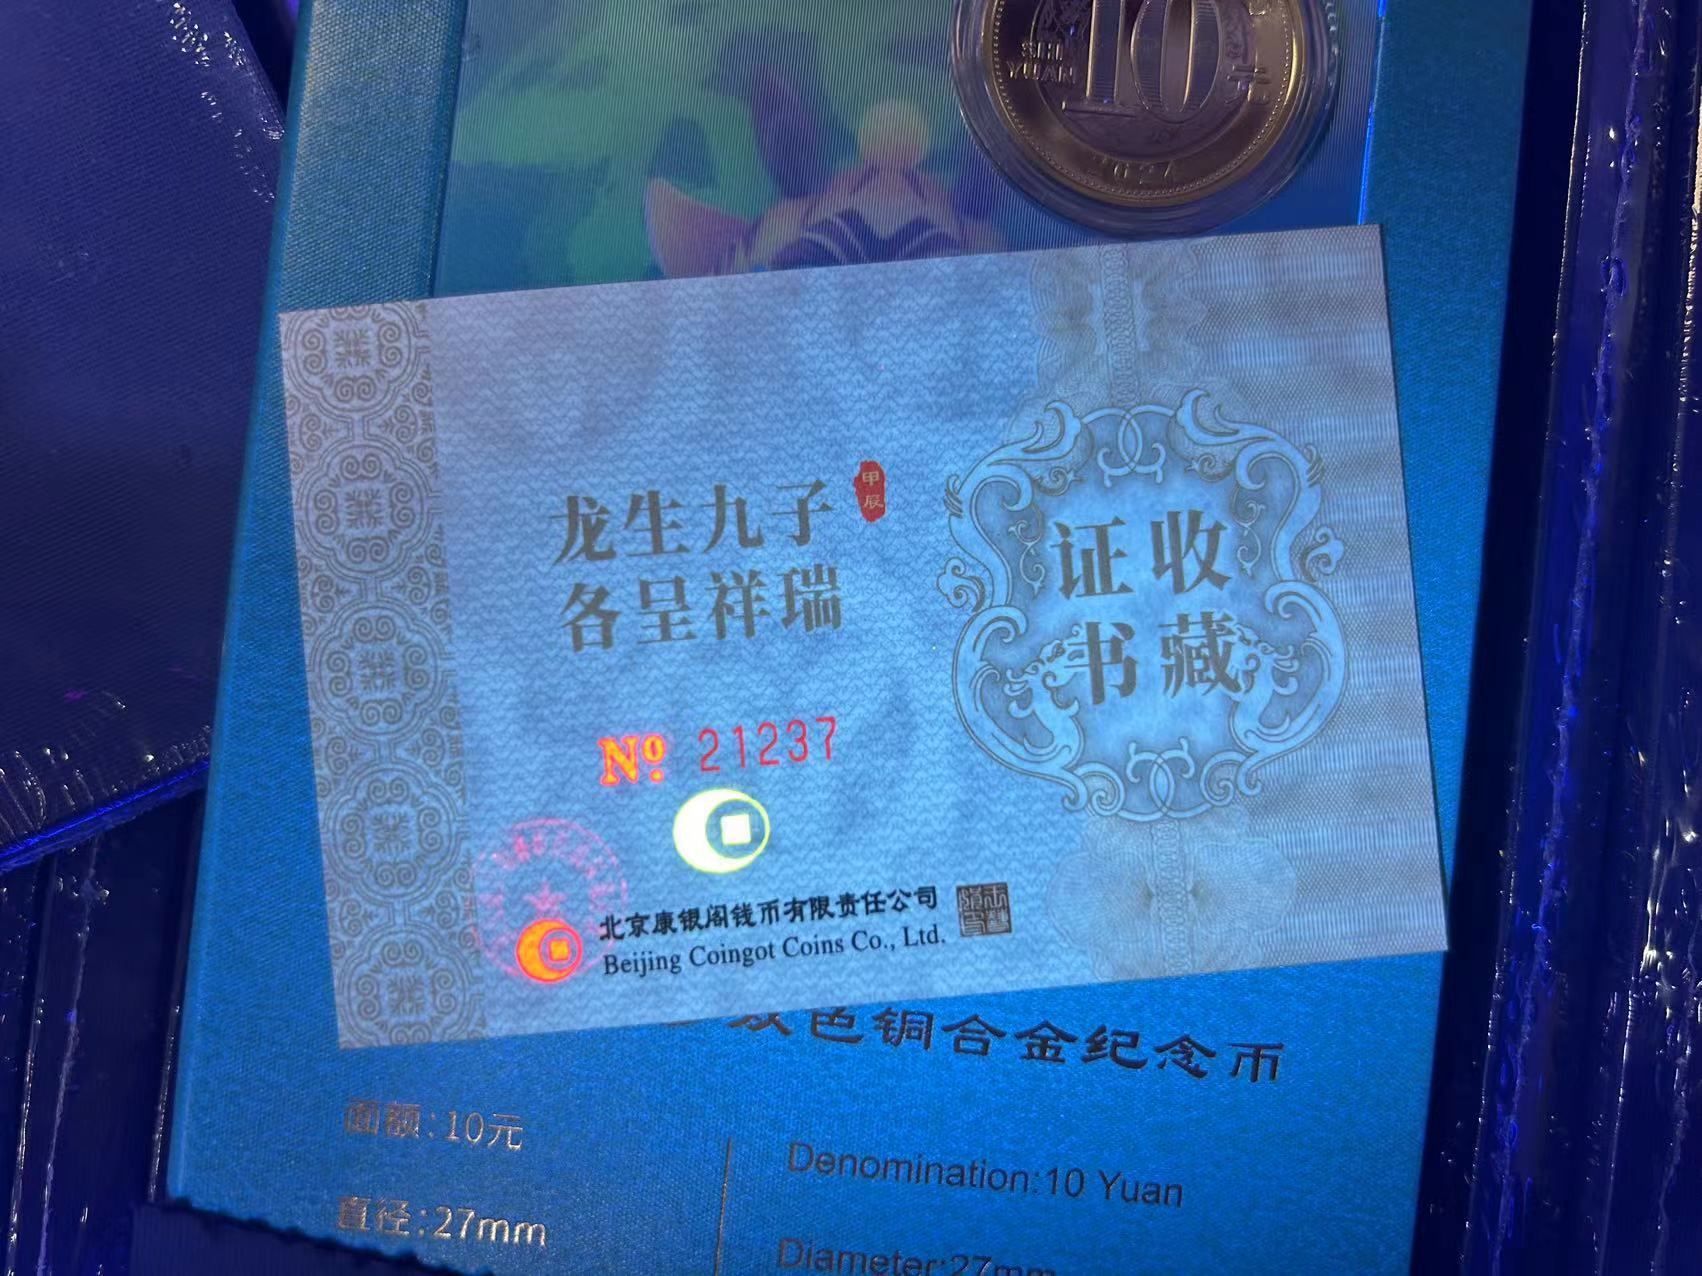 SHI
YUAN
10
龙生九子
各呈祥瑞
甲辰
收藏
证书
Nº 21237
北京康银阁钱币有限责任公司
Beijing Coingot Coins Co., Ltd.
双色铜合金纪念币
面额:10元
直径:27mm
Denomination:10 Yuan
Diameter:27mm